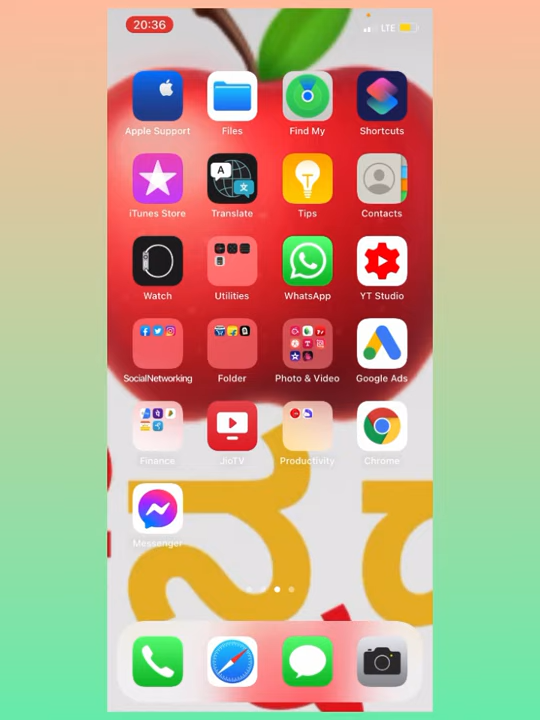 20:36
LTE
Apple Support Files Find My Shortcuts
iTunes Store Translate Tips Contacts
Watch Utilities WhatsApp YT Studio
SocialNetworking Folder Photo & Video Google Ads
Finance JioTV Productivity Chrome
Messenger